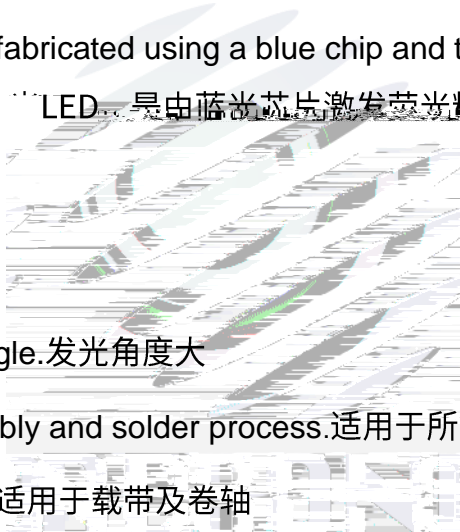 fabricated using a blue chip and t
LED 是由蓝光芯片激发荧光
gle.发光角度大
bly and solder process.适用于所
适用于载带及卷轴